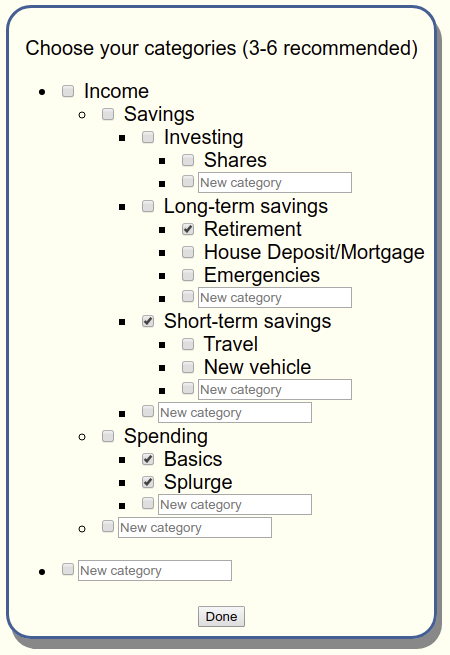 Choose your categories (3-6 recommended)
Income
Savings
Investing
Shares
New category
Long-term savings
Retirement
House Deposit/Mortgage
Emergencies
New category
Short-term savings
Travel
New vehicle
New category
New category
Spending
Basics
Splurge
New category
New category
New category
Done